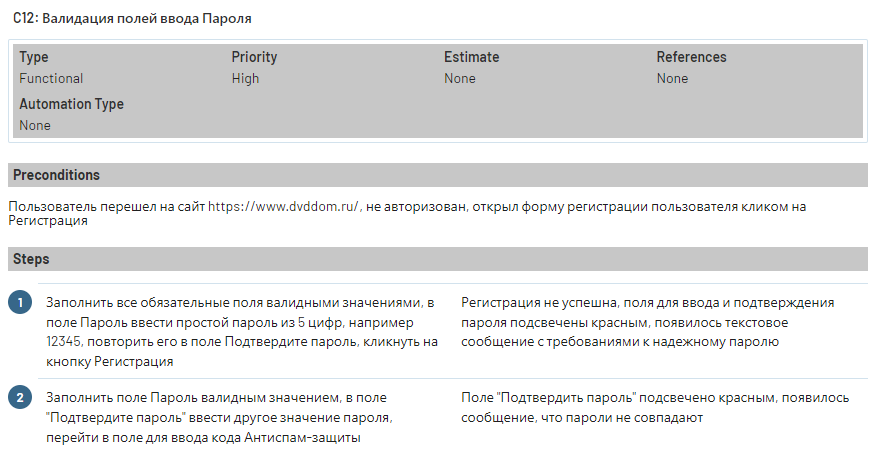 C12: Валидация полей ввода Пароля
Type Priority Estimate References
Functional High None None
Automation Type
None
Preconditions
Пользователь перешел на сайт https://www.dvddom.ru/, не авторизован, открыл форму регистрации пользователя кликом на
Регистрация
Steps
1
Заполнить все обязательные поля валидными значениями, в
поле Пароль ввести простой пароль из 5 цифр, например
12345, повторить его в поле Подтвердите пароль, кликнуть на
кнопку Регистрация
Регистрация не успешна, поля для ввода и подтверждения
пароля подсвечены красным, появилось текстовое
сообщение с требованиями к надежному паролю
2
Заполнить поле Пароль валидным значением, в поле
"Подтвердите пароль" ввести другое значение пароля,
перейти в поле для ввода кода Антиспам-защиты
Поле "Подтвердить пароль" подсвечено красным, появилось
сообщение, что пароли не совпадают